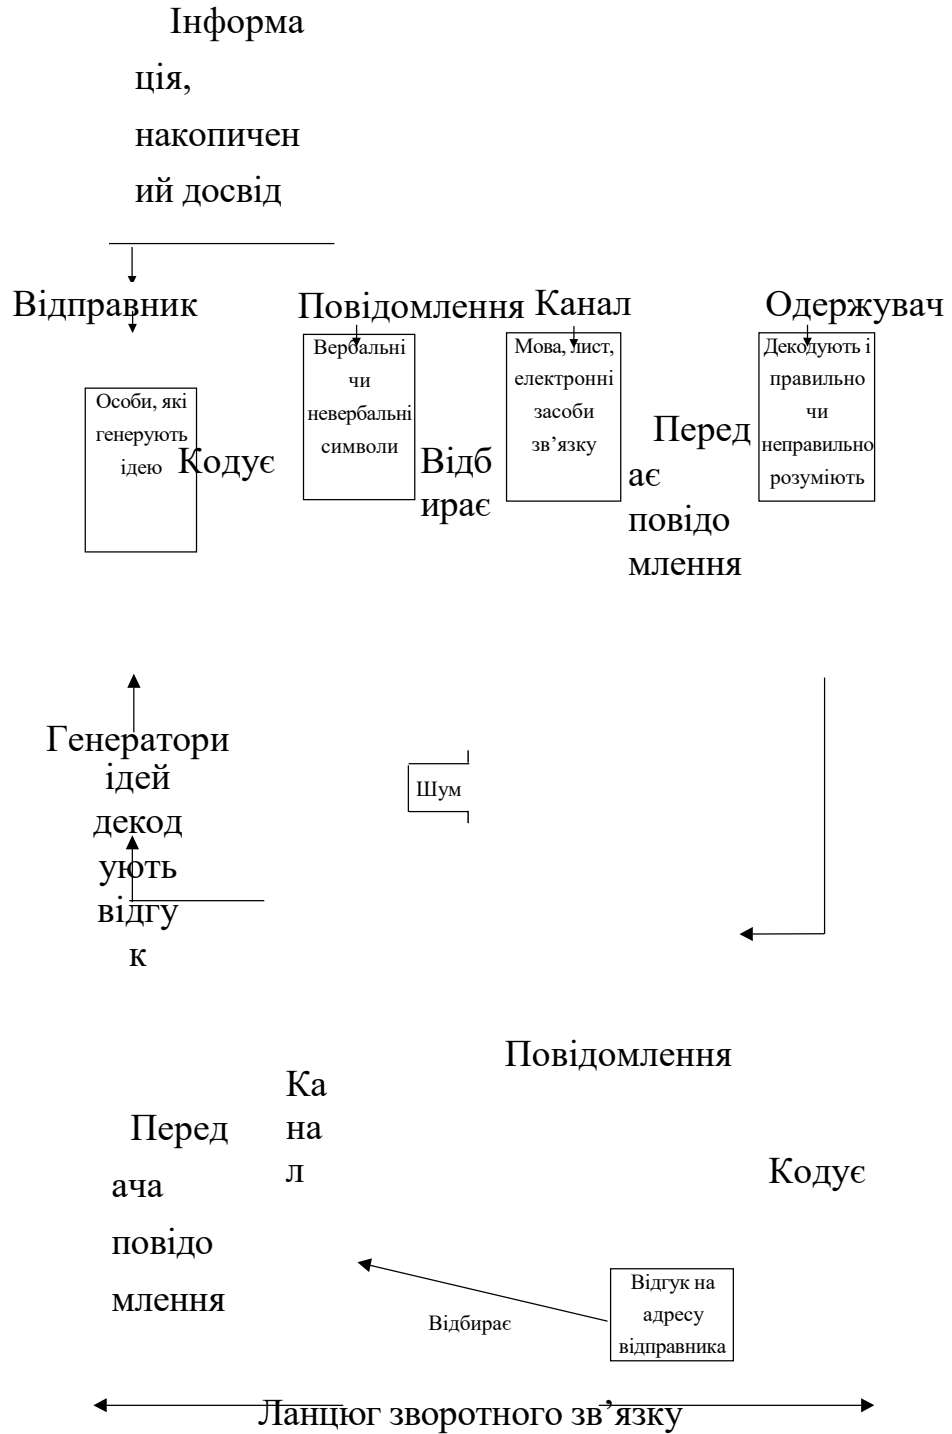 Інформа
ція,
накопичен
ий досвід
Відправник
Повідомлення
Канал
Одержувач
Особи, які
генерують
ідею
Кодує
Вербальні
чи
невербальні
символи
Відб
ирає
Мова, лист,
електронні
засоби
зв’язку
Перед
ає
повідо
млення
Декодують і
правильно
чи
неправильно
розуміють
Генератори
ідей
декод
ують
відгу
к
Шум
Повідомлення
Ка
на
л
Перед
ача
повідо
млення
Кодує
Відбирає
Відгук на
адресу
відправника
Ланцюг зворотного зв’язку